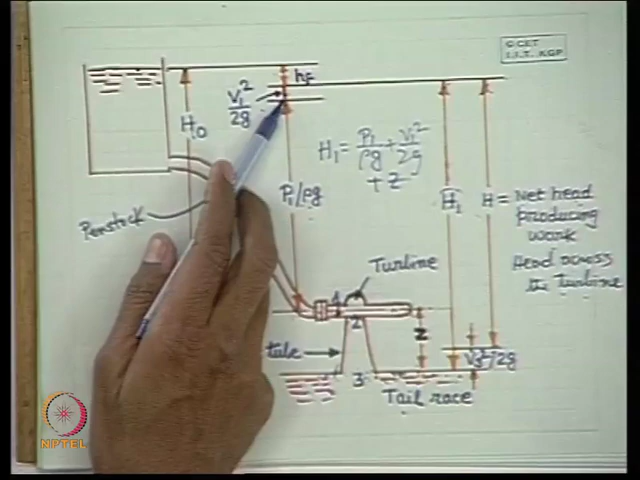 © CET
I.I.T. KGP
hf
V₁²/2g
H₀
H₁ = P₁/ρg + V₁²/2g
+ Z
P₁/ρg
H₁
H = Net head
producing
work
Head across
the turbine
Penstock
Turbine
1
2
Z
tube
V₃²/2g
3
Tail race
NPTEL